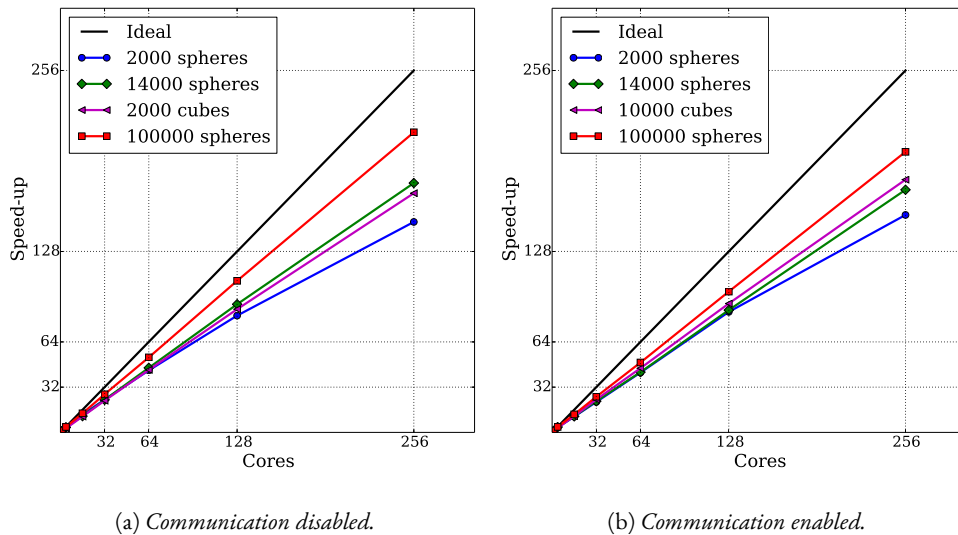 Ideal
2000 spheres
14000 spheres
2000 cubes
100000 spheres
256
128
64
32
Speed-up
32 64 128 256
Cores
(a) Communication disabled.
Ideal
2000 spheres
14000 spheres
10000 cubes
100000 spheres
256
128
64
32
Speed-up
32 64 128 256
Cores
(b) Communication enabled.